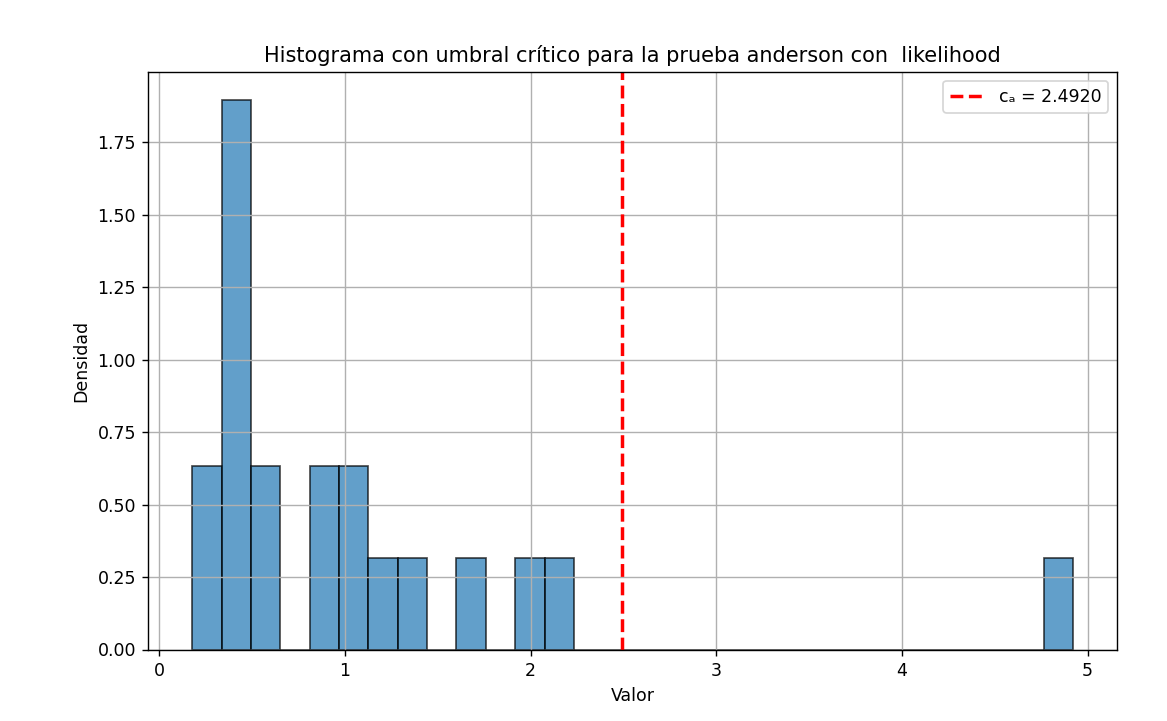 Histograma con umbral crítico para la prueba anderson con  likelihood
cₐ = 2.4920
Densidad
1.75
1.50
1.25
1.00
0.75
0.50
0.25
0.00
0 1 2 3 4 5
Valor